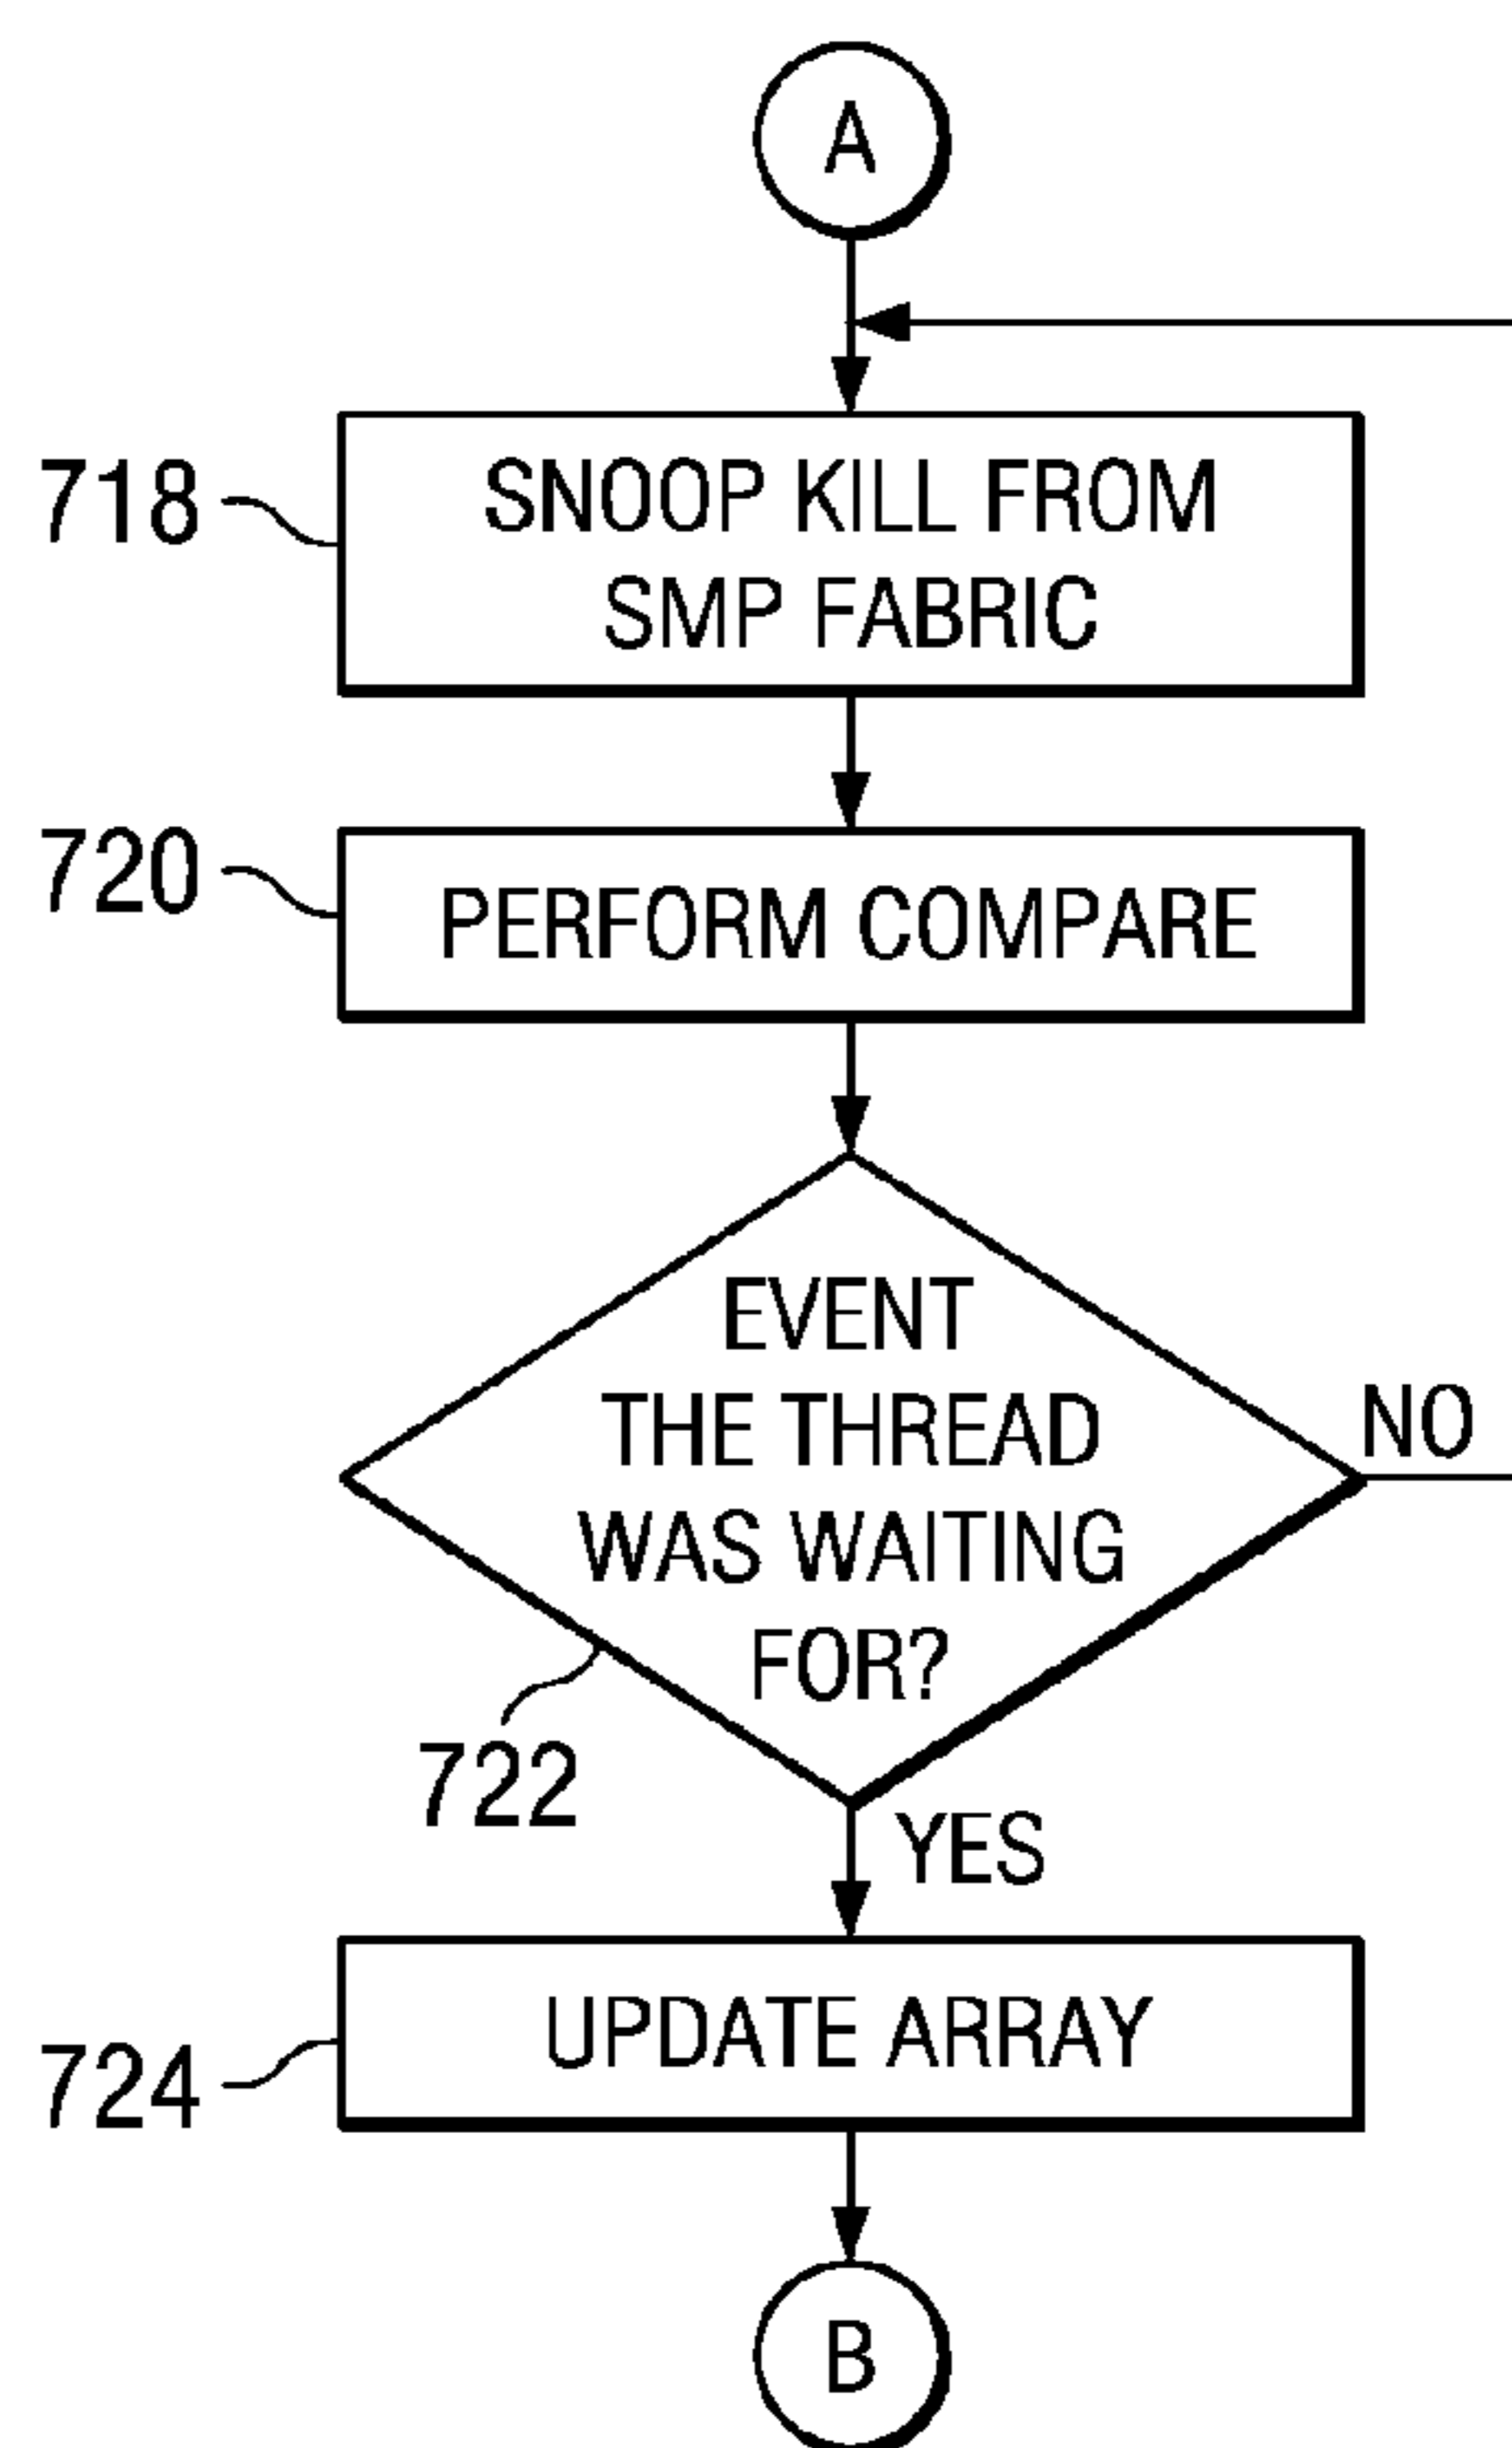 A
718
SNOOP KILL FROM
SMP FABRIC
720
PERFORM COMPARE
EVENT
THE THREAD
WAS WAITING
FOR?
NO
722
YES
724
UPDATE ARRAY
B